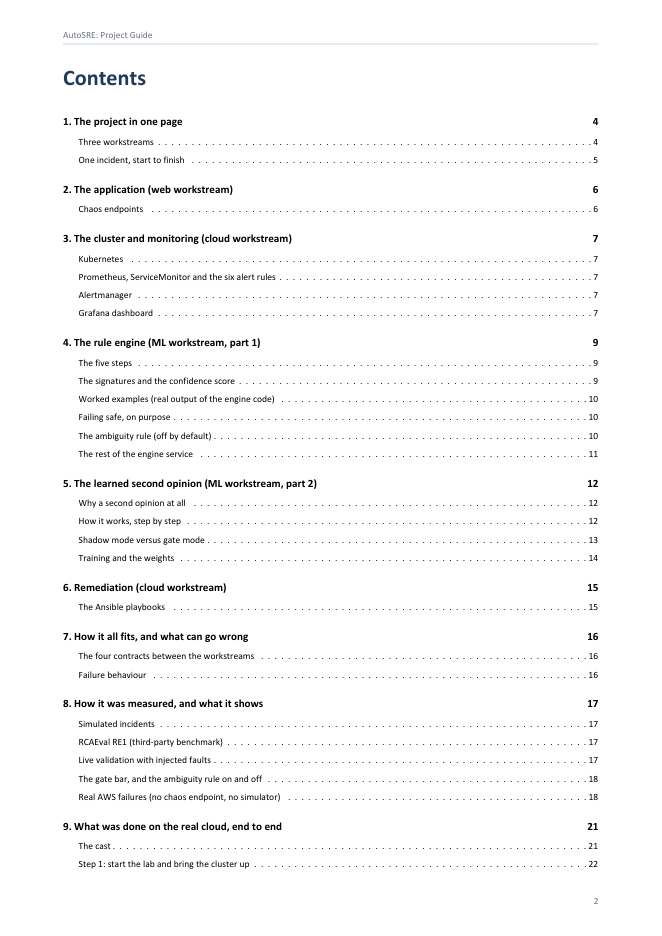 AutoSRE: Project Guide
Contents
1. The project in one page 4
Three workstreams . . . . . . . . . . . . . . . . . . . . . . . . . . . . . . . . . . . . . . . . 4
One incident, start to finish . . . . . . . . . . . . . . . . . . . . . . . . . . . . . . . . . . . . . . . . 5
2. The application (web workstream) 6
Chaos endpoints . . . . . . . . . . . . . . . . . . . . . . . . . . . . . . . . . . . . . . . . 6
3. The cluster and monitoring (cloud workstream) 7
Kubernetes . . . . . . . . . . . . . . . . . . . . . . . . . . . . . . . . . . . . . . . . 7
Prometheus, ServiceMonitor and the six alert rules . . . . . . . . . . . . . . . . . . . . . . . . . . . . . . 7
Alertmanager . . . . . . . . . . . . . . . . . . . . . . . . . . . . . . . . . . . . . . . . 7
Grafana dashboard . . . . . . . . . . . . . . . . . . . . . . . . . . . . . . . . . . . . . . . . 7
4. The rule engine (ML workstream, part 1) 9
The five steps . . . . . . . . . . . . . . . . . . . . . . . . . . . . . . . . . . . . . . . . 9
The signatures and the confidence score . . . . . . . . . . . . . . . . . . . . . . . . . . . . . . 9
Worked examples (real output of the engine code) . . . . . . . . . . . . . . . . . . . . . . . . . . . . . . 10
Failing safe, on purpose . . . . . . . . . . . . . . . . . . . . . . . . . . . . . . . . . . . . . . . . 10
The ambiguity rule (off by default) . . . . . . . . . . . . . . . . . . . . . . . . . . . . . . 10
The rest of the engine service . . . . . . . . . . . . . . . . . . . . . . . . . . . . . . 11
5. The learned second opinion (ML workstream, part 2) 12
Why a second opinion at all . . . . . . . . . . . . . . . . . . . . . . . . . . . . . . 12
How it works, step by step . . . . . . . . . . . . . . . . . . . . . . . . . . . . . . 12
Shadow mode versus gate mode . . . . . . . . . . . . . . . . . . . . . . . . . . . . . . 13
Training and the weights . . . . . . . . . . . . . . . . . . . . . . . . . . . . . . 14
6. Remediation (cloud workstream) 15
The Ansible playbooks . . . . . . . . . . . . . . . . . . . . . . . . . . . . . . 15
7. How it all fits, and what can go wrong 16
The four contracts between the workstreams . . . . . . . . . . . . . . . . . . . . . . . . . . . . . . 16
Failure behaviour . . . . . . . . . . . . . . . . . . . . . . . . . . . . . . 16
8. How it was measured, and what it shows 17
Simulated incidents . . . . . . . . . . . . . . . . . . . . . . . . . . . . . . 17
RCAEval RE1 (third-party benchmark) . . . . . . . . . . . . . . . . . . . . . . . . . . . . . . 17
Live validation with injected faults . . . . . . . . . . . . . . . . . . . . . . . . . . . . . . 17
The gate bar, and the ambiguity rule on and off . . . . . . . . . . . . . . . . . . . . . . . . . . . . . . 18
Real AWS failures (no chaos endpoint, no simulator) . . . . . . . . . . . . . . . . . . . . . . . . . . . . . . 18
9. What was done on the real cloud, end to end 21
The cast . . . . . . . . . . . . . . . . . . . . . . . . . . . . . . 21
Step 1: start the lab and bring the cluster up . . . . . . . . . . . . . . . . . . . . . . . . . . . . . . 22
2